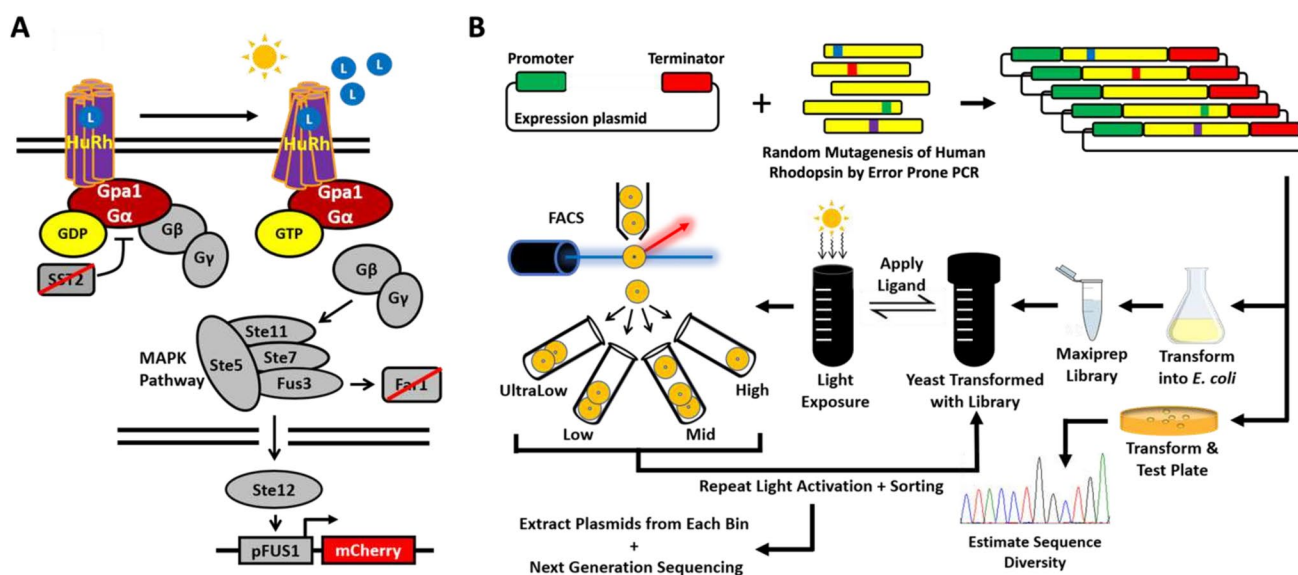 A
L
L
L
L
HuRh
L
HuRh
Gpa1
Gα
GDP
Gβ
Gγ
SST2
Gpa1
Gα
GTP
Gβ
Gγ
MAPK
Pathway
Ste5
Ste11
Ste7
Fus3
Far1
Ste12
pFUS1
mCherry
B
Promoter
Terminator
Expression plasmid
+
Random Mutagenesis of Human
Rhodopsin by Error Prone PCR
FACS
UltraLow
Low
Mid
High
Light
Exposure
Apply
Ligand
Yeast Transformed
with Library
Maxiprep
Library
Transform
into E. coli
Transform &
Test Plate
Repeat Light Activation + Sorting
Estimate Sequence
Diversity
Extract Plasmids from Each Bin
+
Next Generation Sequencing